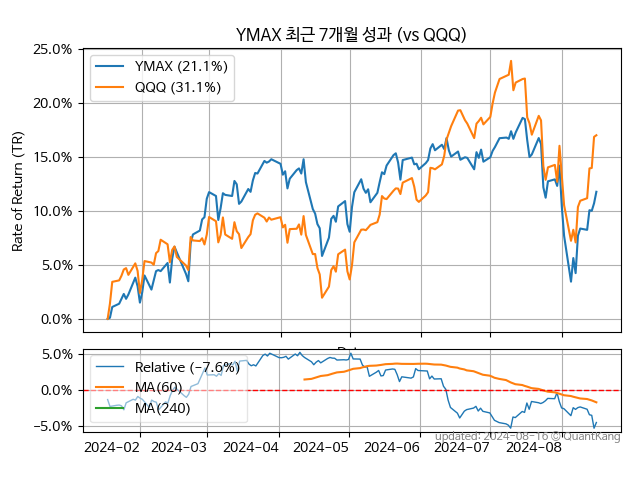 YMAX 최근 7개월 성과 (vs QQQ)
Rate of Return (TR)
25.0%
20.0%
15.0%
10.0%
5.0%
0.0%
YMAX (21.1%)
QQQ (31.1%)
5.0%
0.0%
−5.0%
Relative (−7.6%)
MA(60)
MA(240)
2024−02 2024−03 2024−04 2024−05 2024−06 2024−07 2024−08
updated: 2024−08−16 © QuantKang